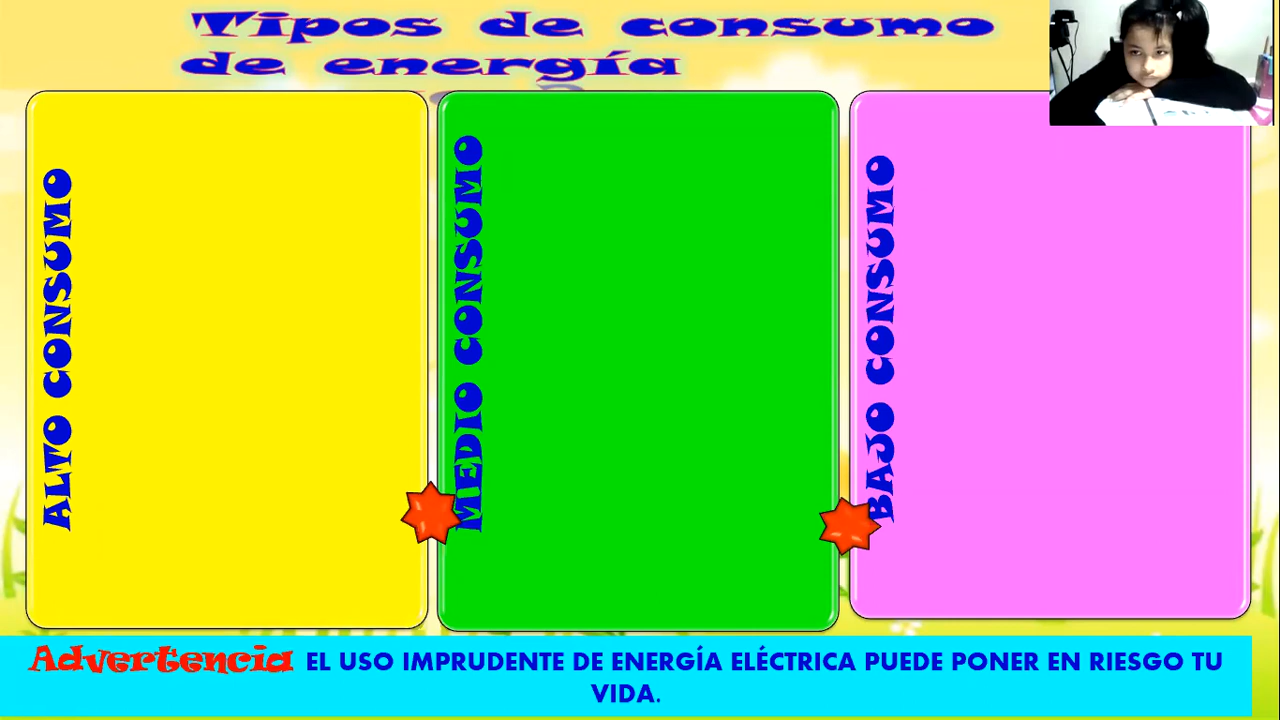 Tipos de consumo
de energía
ALTO CONSUMO
MEDIO CONSUMO
BAJO CONSUMO
Advertencia EL USO IMPRUDENTE DE ENERGÍA ELÉCTRICA PUEDE PONER EN RIESGO TU
VIDA.